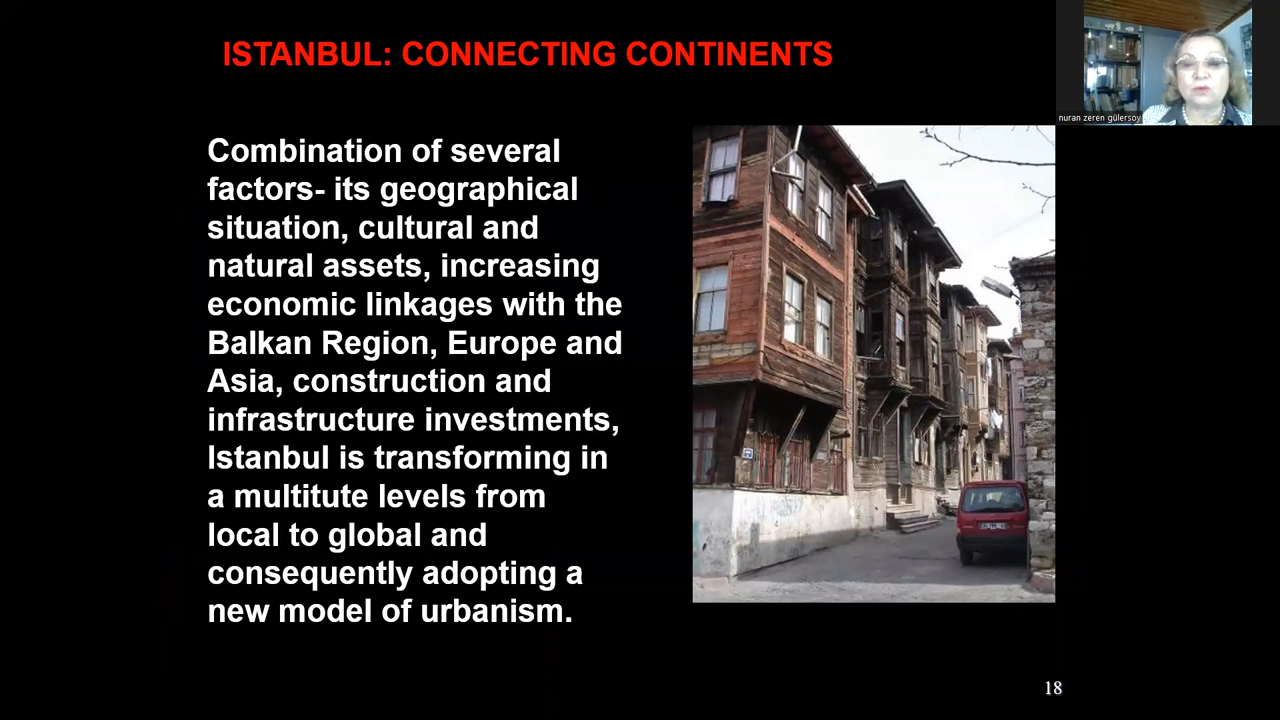 ISTANBUL: CONNECTING CONTINENTS
nuran zeren gülersoy
Combination of several
factors- its geographical
situation, cultural and
natural assets, increasing
economic linkages with the
Balkan Region, Europe and
Asia, construction and
infrastructure investments,
Istanbul is transforming in
a multitute levels from
local to global and
consequently adopting a
new model of urbanism.
18